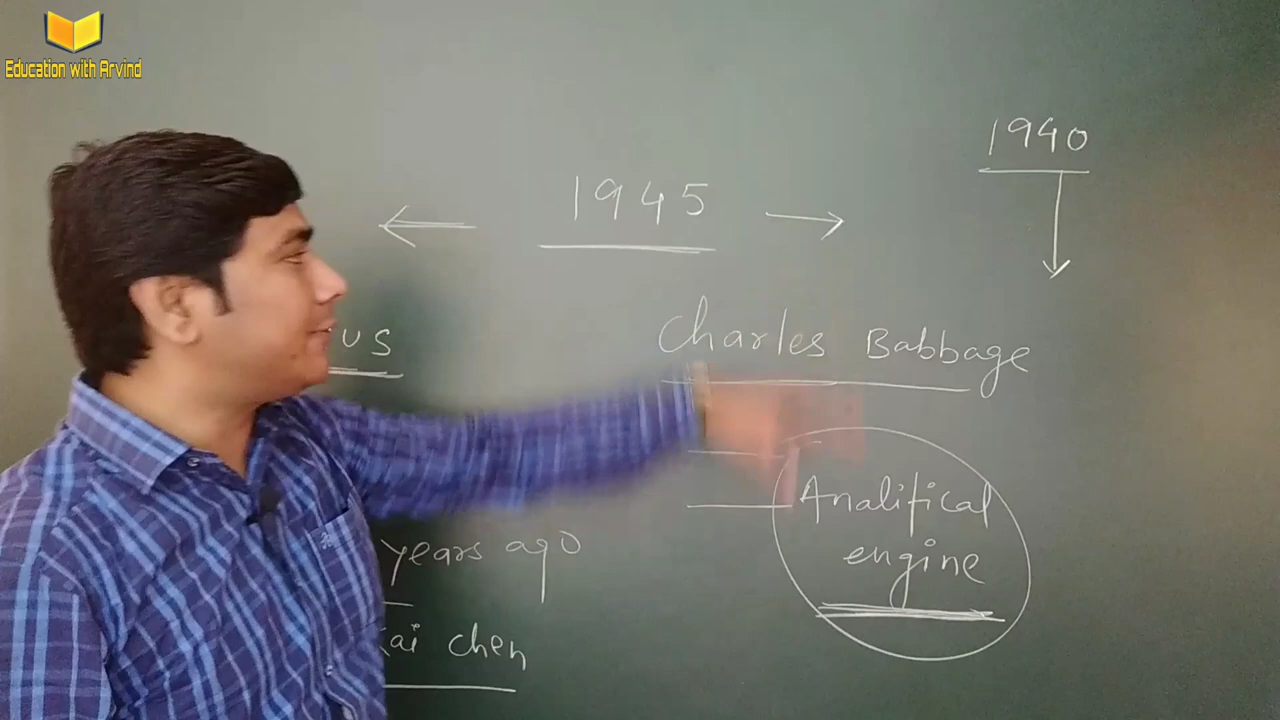 Education with Arvind
1940
1945
us
Charles Babbage
years ago
Analitical
engine
ai chen